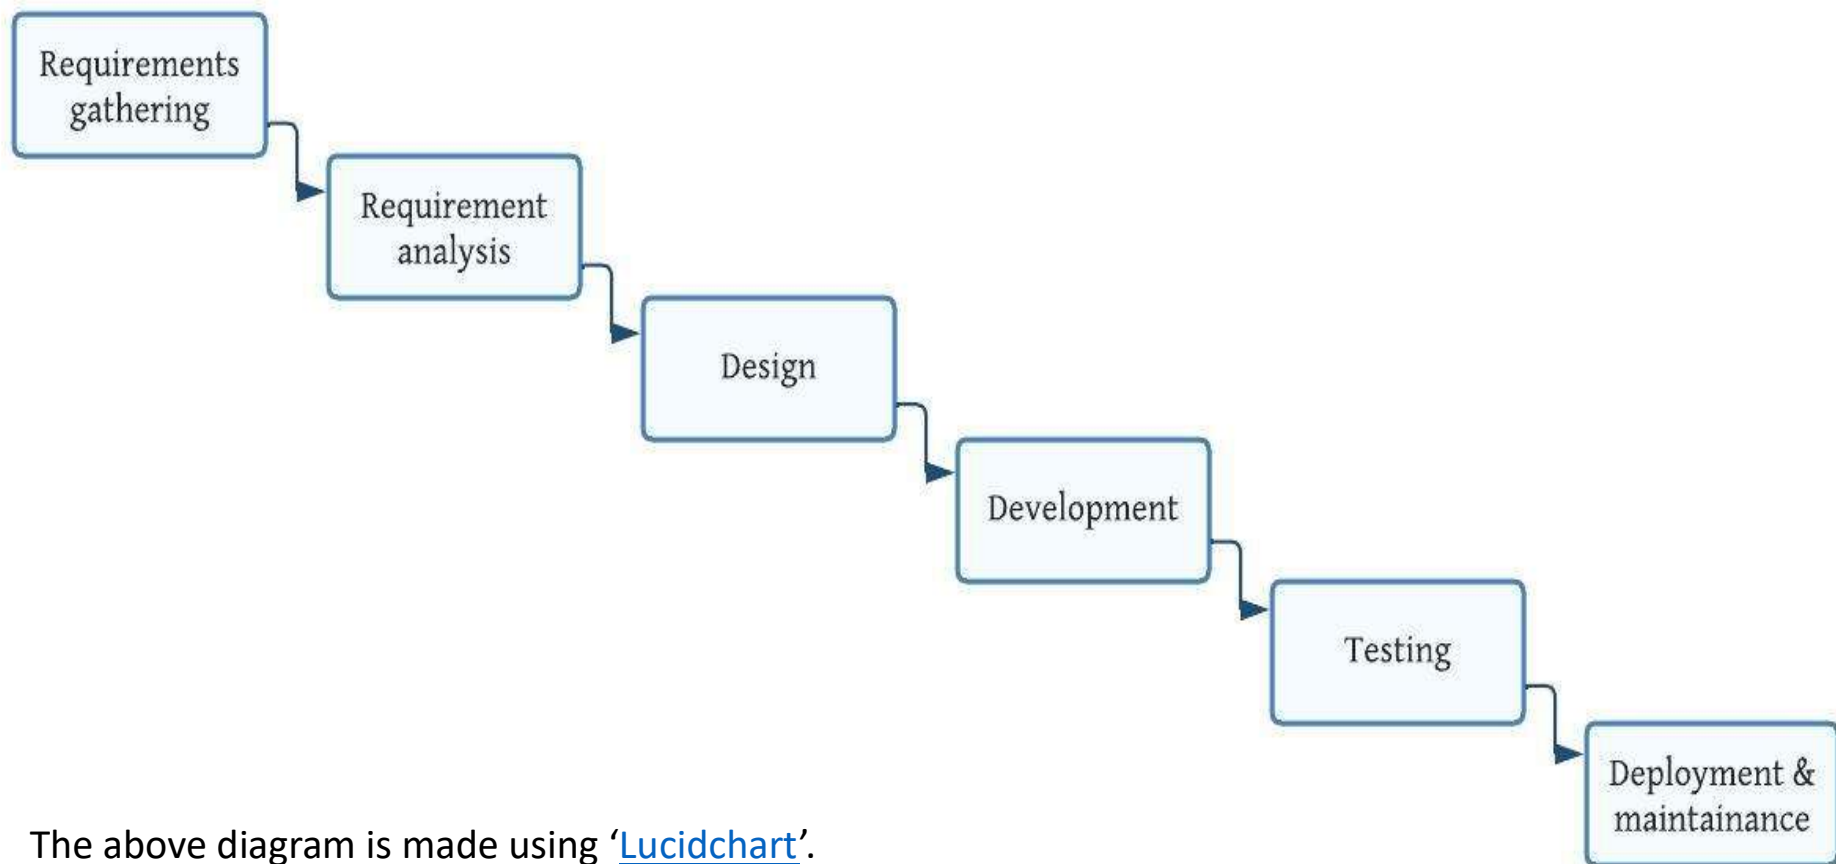 Requirements
gathering
Requirement
analysis
Design
Development
Testing
Deployment &
maintainance
The above diagram is made using ‘Lucidchart’.